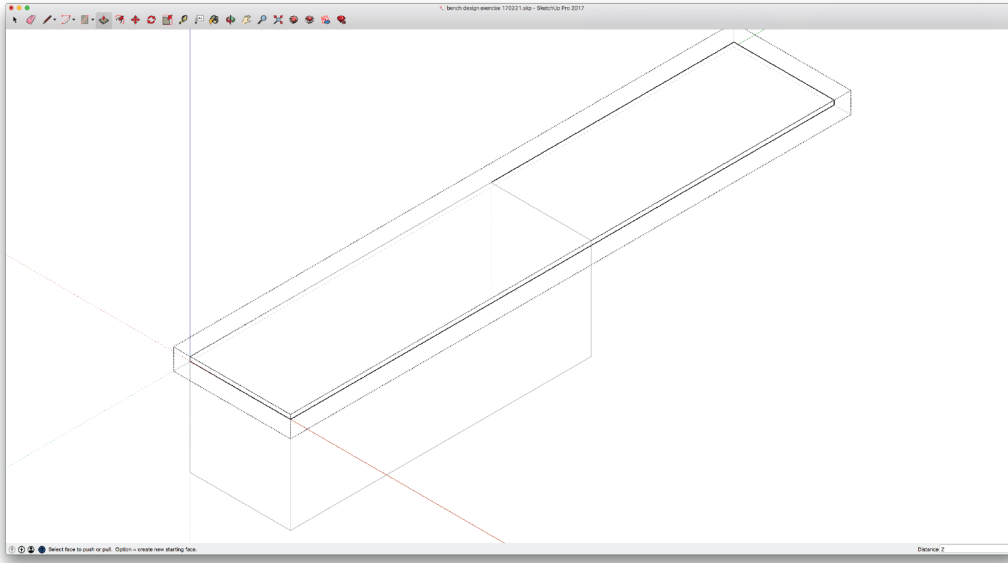 bench design exercise 170221.skp - SketchUp Pro 2017
Select face to push or pull. Option = create new starting face.
Distance 2